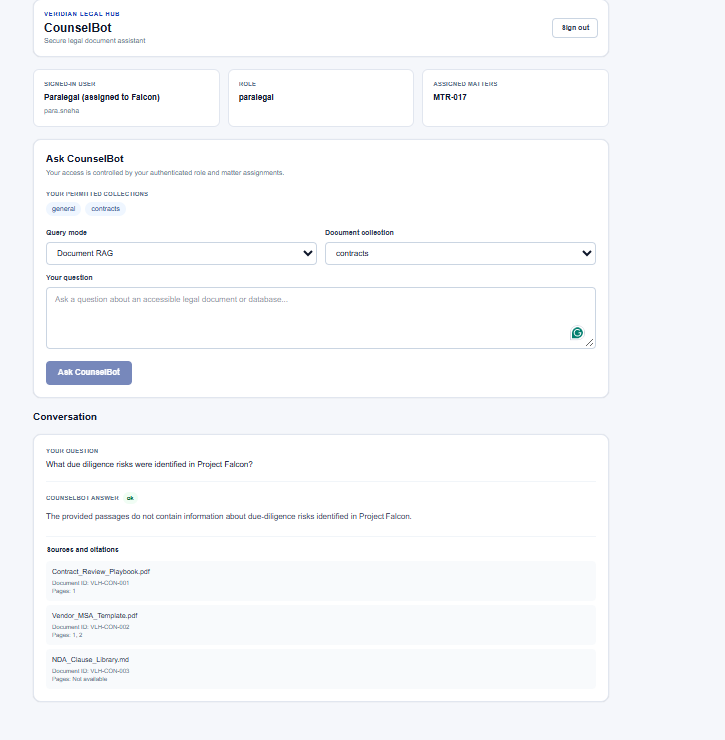 VERIDIAN LEGAL HUB
CounselBot
Secure legal document assistant
Sign out
SIGNED-IN USER
Paralegal (assigned to Falcon)
para.sneha
ROLE
paralegal
ASSIGNED MATTERS
MTR-017
Ask CounselBot
Your access is controlled by your authenticated role and matter assignments.
YOUR PERMITTED COLLECTIONS
general contracts
Query mode
Document RAG
Document collection
contracts
Your question
Ask a question about an accessible legal document or database...
Ask CounselBot
Conversation
YOUR QUESTION
What due diligence risks were identified in Project Falcon?
COUNSELBOT ANSWER ok
The provided passages do not contain information about due-diligence risks identified in Project Falcon.
Sources and citations
Contract_Review_Playbook.pdf
Document ID: VLH-CON-001
Pages: 1
Vendor_MSA_Template.pdf
Document ID: VLH-CON-002
Pages: 1, 2
NDA_Clause_Library.md
Document ID: VLH-CON-003
Pages: Not available